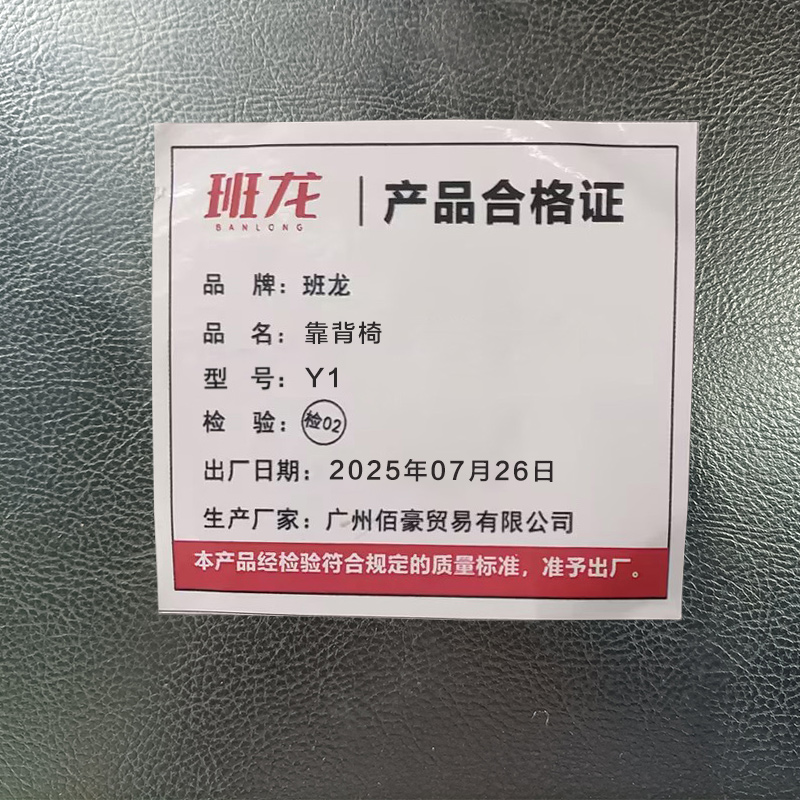 班龙 | 产品合格证
BANLONG
品 牌：班龙
品 名：靠背椅
型 号：Y1
检 验：检02
出厂日期：2025年07月26日
生产厂家：广州佰豪贸易有限公司
本产品经检验符合规定的质量标准，准予出厂。